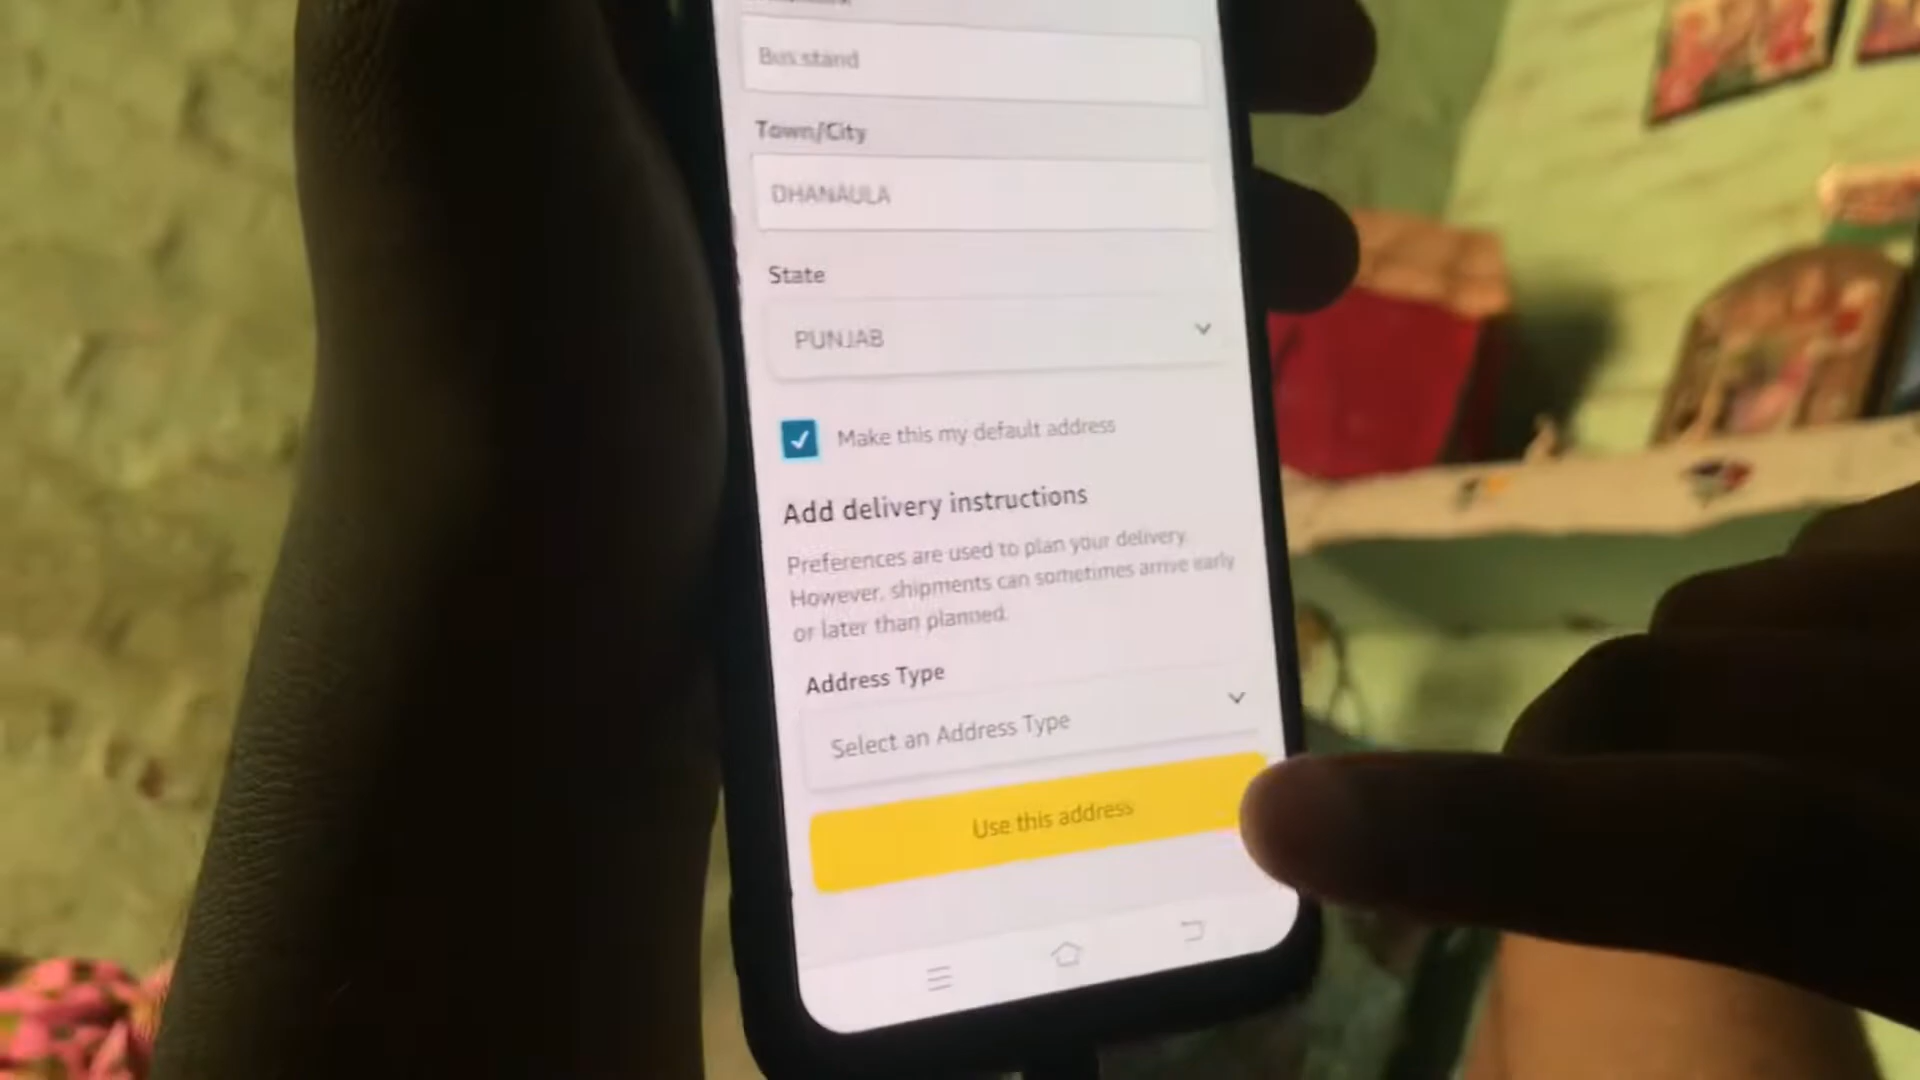 Bus stand
Town/City
DHANAULA
State
PUNJAB
Make this my default address
Add delivery instructions
Preferences are used to plan your delivery.
However, shipments can sometimes arrive early
or later than planned.
Address Type
Select an Address Type
Use this address